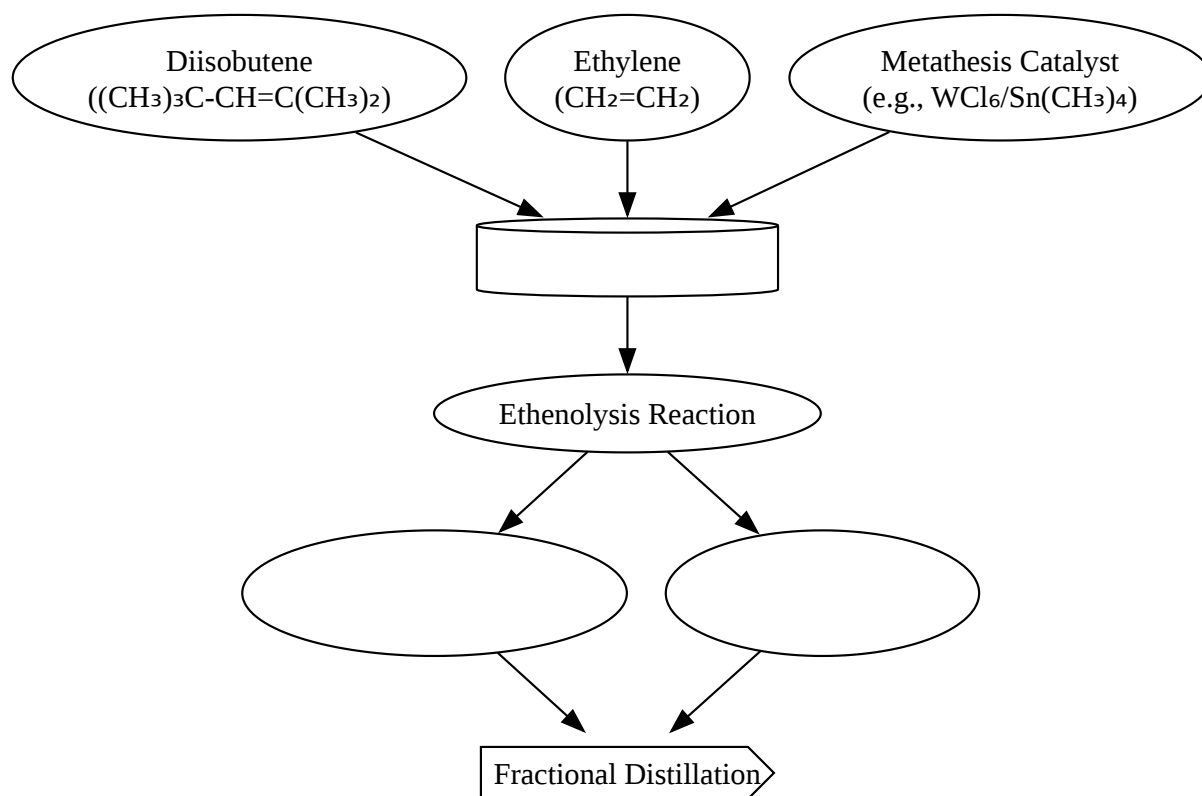 Diisobutene
((CH₃)₃C-CH=C(CH₃)₂)
Ethylene
(CH₂=CH₂)
Metathesis Catalyst
(e.g., WCl₆/Sn(CH₃)₄)
Ethenolysis Reaction
Fractional Distillation